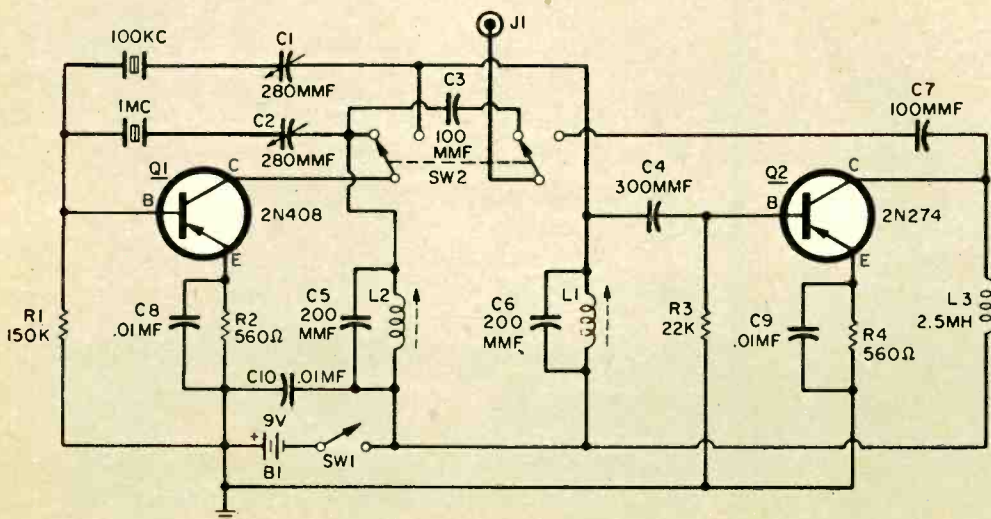 J1
100KC
C1
280MMF
C3
100
MMF
C7
100MMF
1MC
C2
280MMF
SW2
C4
300MMF
Q1
C
B
E
2N408
Q2
C
B
E
2N274
R1
150K
C8
.01MF
R2
560Ω
C5
200
MMF
L2
C6
200
MMF
L1
R3
22K
C9
.01MF
R4
560Ω
L3
2.5MH
C10
.01MF
9V
+
B1
SW1